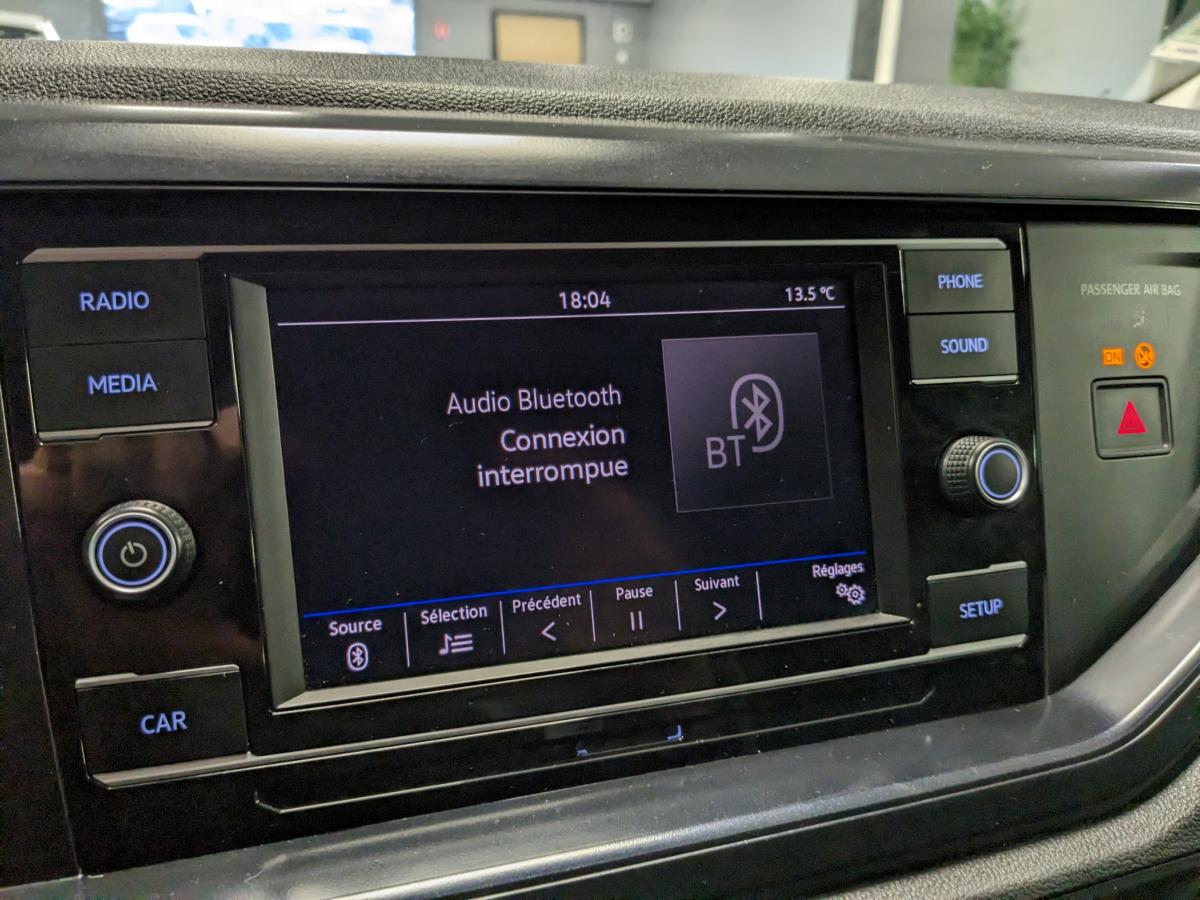 RADIO
MEDIA
CAR
18:04
13.5 °C
Audio Bluetooth
Connexion
interrompue
BT
Source
Sélection
Précédent
Pause
Suivant
Réglages
PHONE
SOUND
SETUP
PASSENGER AIR BAG
ON